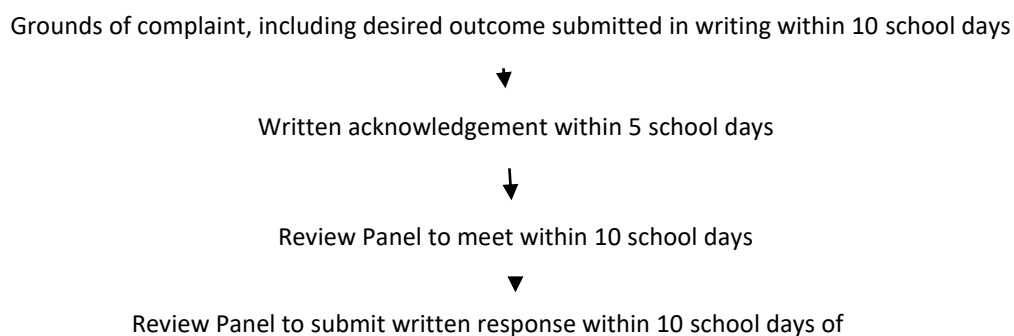 Grounds of complaint, including desired outcome submitted in writing within 10 school days
Written acknowledgement within 5 school days
Review Panel to meet within 10 school days
Review Panel to submit written response within 10 school days of